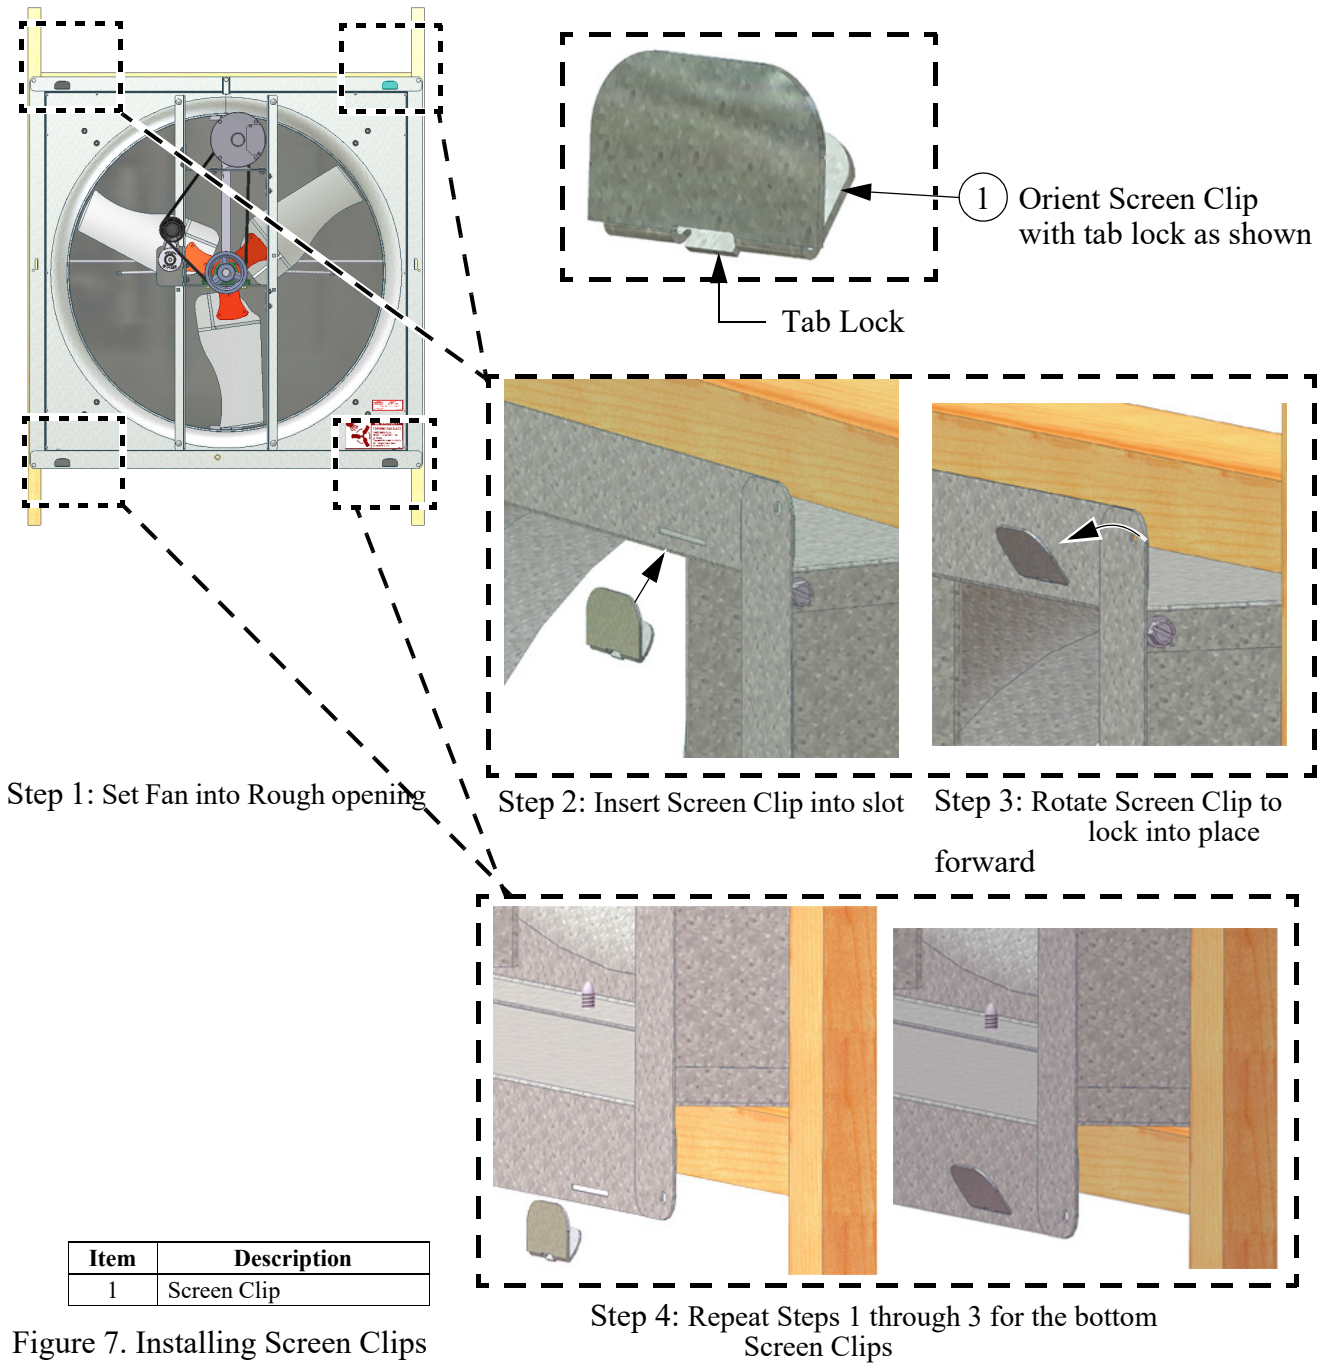 1 Orient Screen Clip
with tab lock as shown
Tab Lock
Step 1: Set Fan into Rough opening
Step 2: Insert Screen Clip into slot
Step 3: Rotate Screen Clip to
lock into place
forward
Step 4: Repeat Steps 1 through 3 for the bottom
Screen Clips
Item Description
1 Screen Clip
Figure 7. Installing Screen Clips